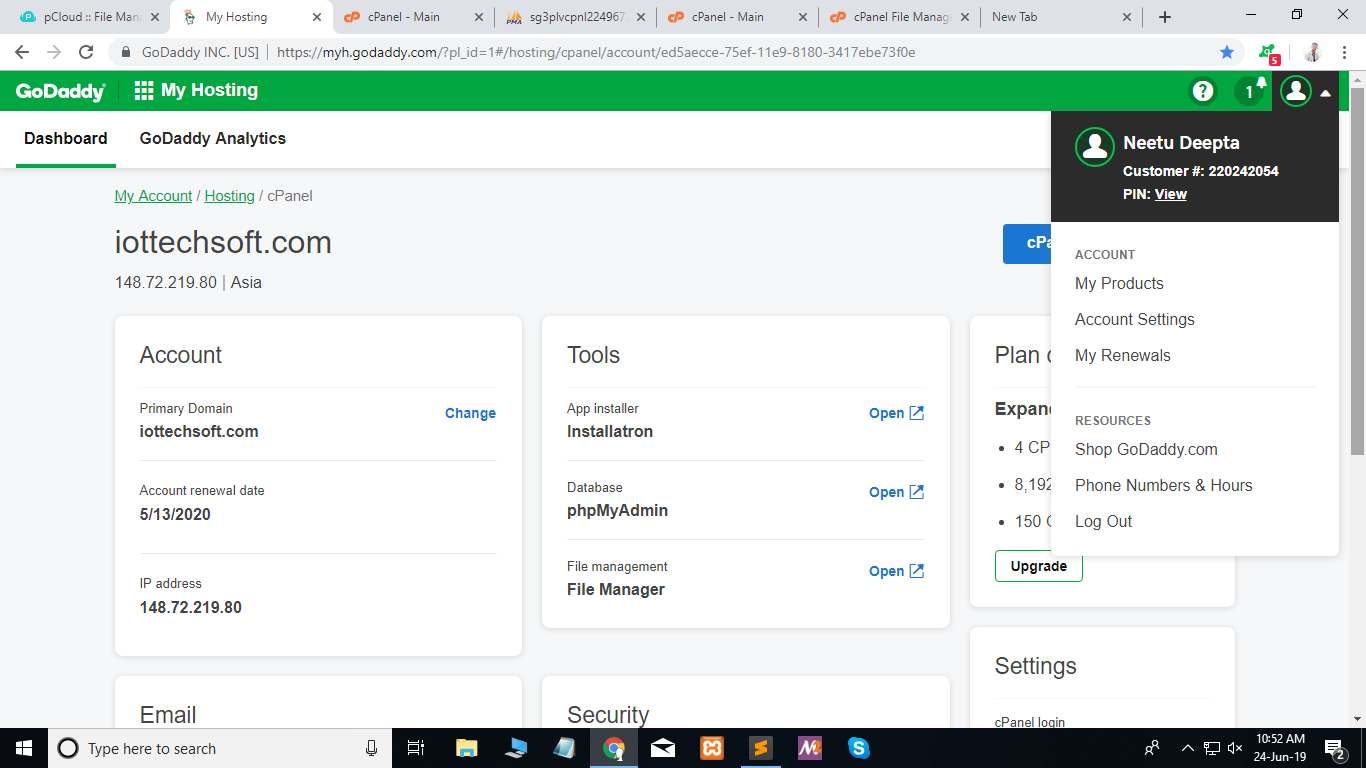 pCloud :: File Mana
My Hosting
cPanel - Main
sg3plvcpnl224967.
cPanel - Main
cPanel File Manag
New Tab
GoDaddy INC. [US]
https://myh.godaddy.com/?pl_id=1#/hosting/cpanel/account/ed5aecce-75ef-11e9-8180-3417ebe73f0e
5
GoDaddy
My Hosting
?
1
Dashboard
GoDaddy Analytics
Neetu Deepta
Customer #: 220242054
PIN: View
My Account / Hosting / cPanel
iottechsoft.com
cPa
148.72.219.80 | Asia
ACCOUNT
My Products
Account Settings
My Renewals
RESOURCES
Shop GoDaddy.com
Phone Numbers & Hours
Log Out
Account
Primary Domain
iottechsoft.com
Change
Account renewal date
5/13/2020
IP address
148.72.219.80
Tools
App installer
Installatron
Open
Database
phpMyAdmin
Open
File management
File Manager
Open
Plan
Expan
4 CP
8,192
150
Upgrade
Email
Security
Settings
cPanel login
Type here to search
10:52 AM
24-Jun-19
2